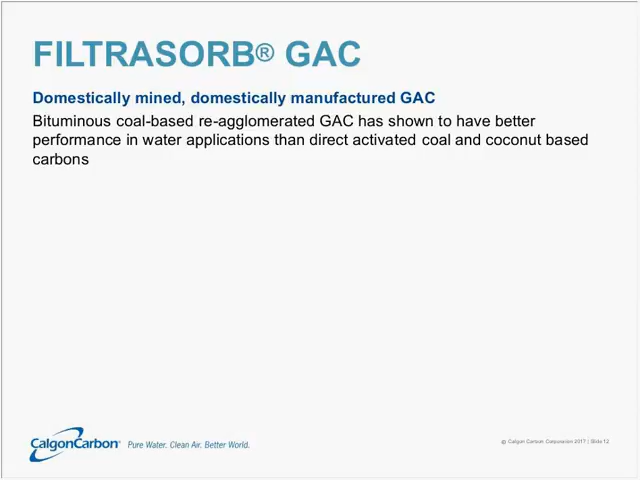 FILTRASORB® GAC
Domestically mined, domestically manufactured GAC
Bituminous coal-based re-agglomerated GAC has shown to have better
performance in water applications than direct activated coal and coconut based
carbons
CalgonCarbon®
Pure Water. Clean Air. Better World.
© Calgon Carbon Corporation 2017 | Slide 12